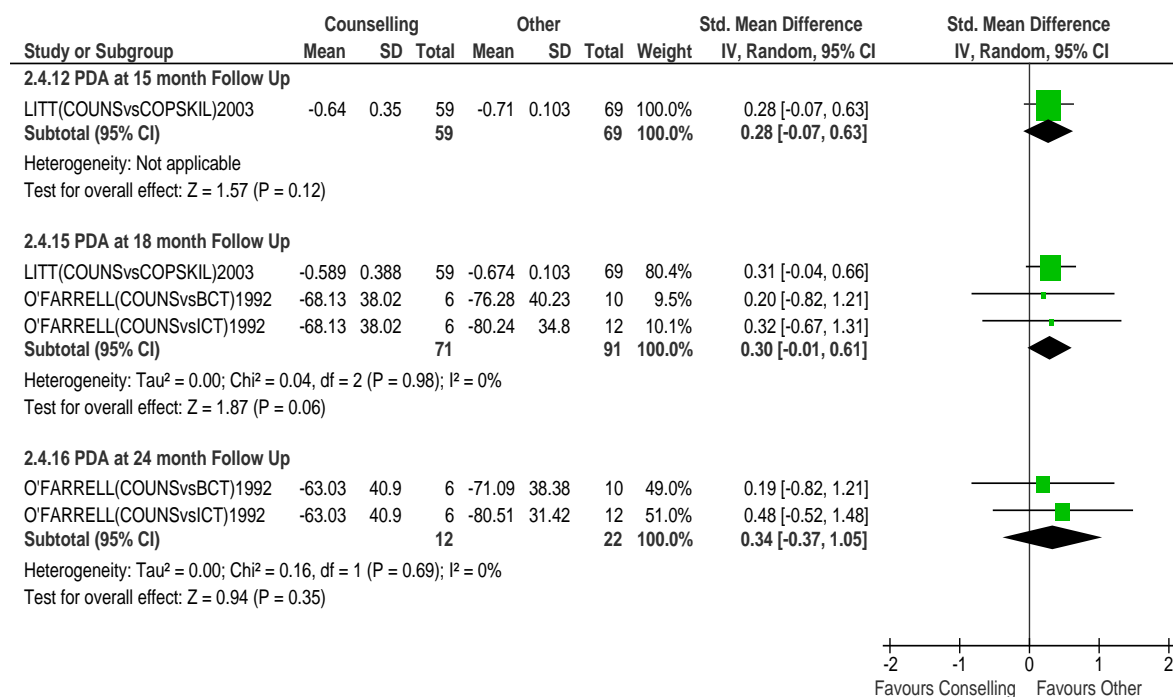 Counselling Other Std. Mean Difference Std. Mean Difference
Study or Subgroup Mean SD Total Mean SD Total Weight IV, Random, 95% CI IV, Random, 95% CI
2.4.12 PDA at 15 month Follow Up
LITT(COUNSvsCOPSKIL)2003 -0.64 0.35 59 -0.71 0.103 69 100.0% 0.28 [-0.07, 0.63]
Subtotal (95% CI) 59 69 100.0% 0.28 [-0.07, 0.63]
Heterogeneity: Not applicable
Test for overall effect: Z = 1.57 (P = 0.12)
2.4.15 PDA at 18 month Follow Up
LITT(COUNSvsCOPSKIL)2003 -0.589 0.388 59 -0.674 0.103 69 80.4% 0.31 [-0.04, 0.66]
O'FARRELL(COUNSvsBCT)1992 -68.13 38.02 6 -76.28 40.23 10 9.5% 0.20 [-0.82, 1.21]
O'FARRELL(COUNSvsICT)1992 -68.13 38.02 6 -80.24 34.8 12 10.1% 0.32 [-0.67, 1.31]
Subtotal (95% CI) 71 91 100.0% 0.30 [-0.01, 0.61]
Heterogeneity: Tau² = 0.00; Chi² = 0.04, df = 2 (P = 0.98); I² = 0%
Test for overall effect: Z = 1.87 (P = 0.06)
2.4.16 PDA at 24 month Follow Up
O'FARRELL(COUNSvsBCT)1992 -63.03 40.9 6 -71.09 38.38 10 49.0% 0.19 [-0.82, 1.21]
O'FARRELL(COUNSvsICT)1992 -63.03 40.9 6 -80.51 31.42 12 51.0% 0.48 [-0.52, 1.48]
Subtotal (95% CI) 12 22 100.0% 0.34 [-0.37, 1.05]
Heterogeneity: Tau² = 0.00; Chi² = 0.16, df = 1 (P = 0.69); I² = 0%
Test for overall effect: Z = 0.94 (P = 0.35)
-2 -1 0 1 2
Favours Conselling Favours Other